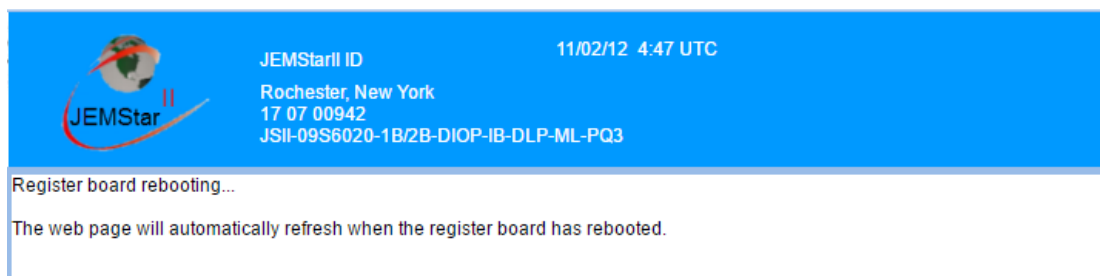 JEMStar II
JEMStarII ID
11/02/12 4:47 UTC
Rochester, New York
17 07 00942
JSII-09S6020-1B/2B-DIOP-IB-DLP-ML-PQ3
Register board rebooting...
The web page will automatically refresh when the register board has rebooted.